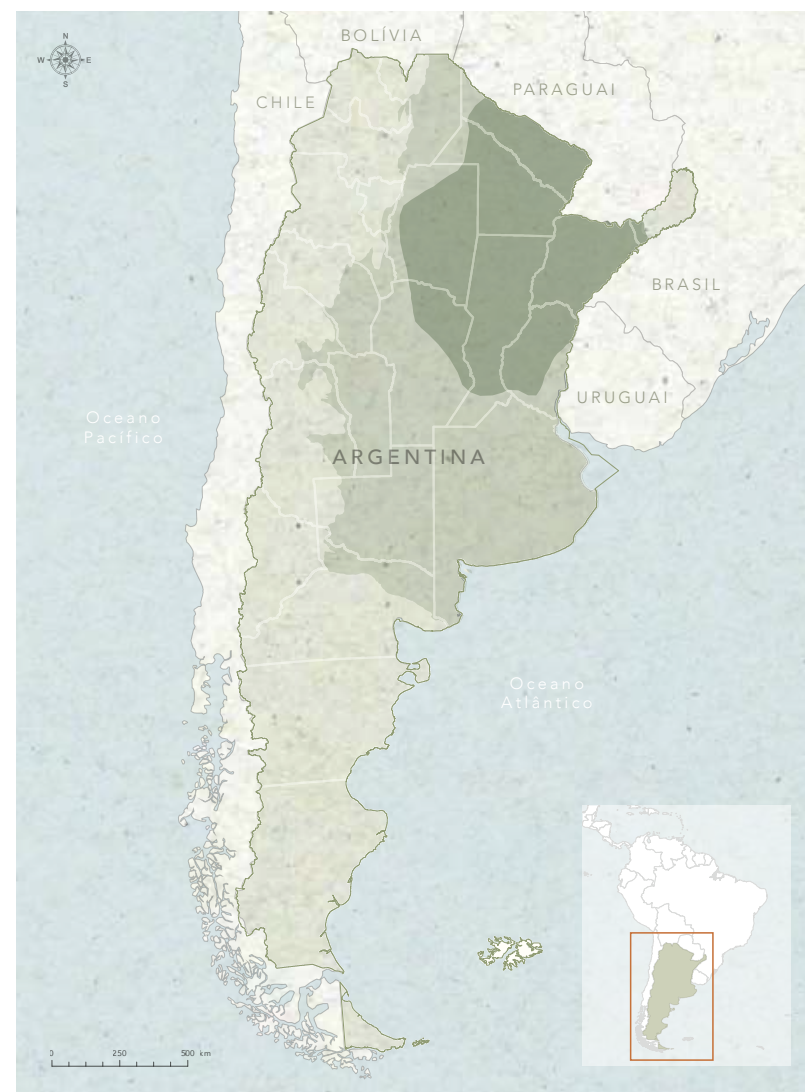 BOLÍVIA
N
W
E
S
PARAGUAI
CHILE
BRASIL
URUGUAI
Oceano
Pacífico
ARGENTINA
Oceano
Atlântico
0
250
500 km